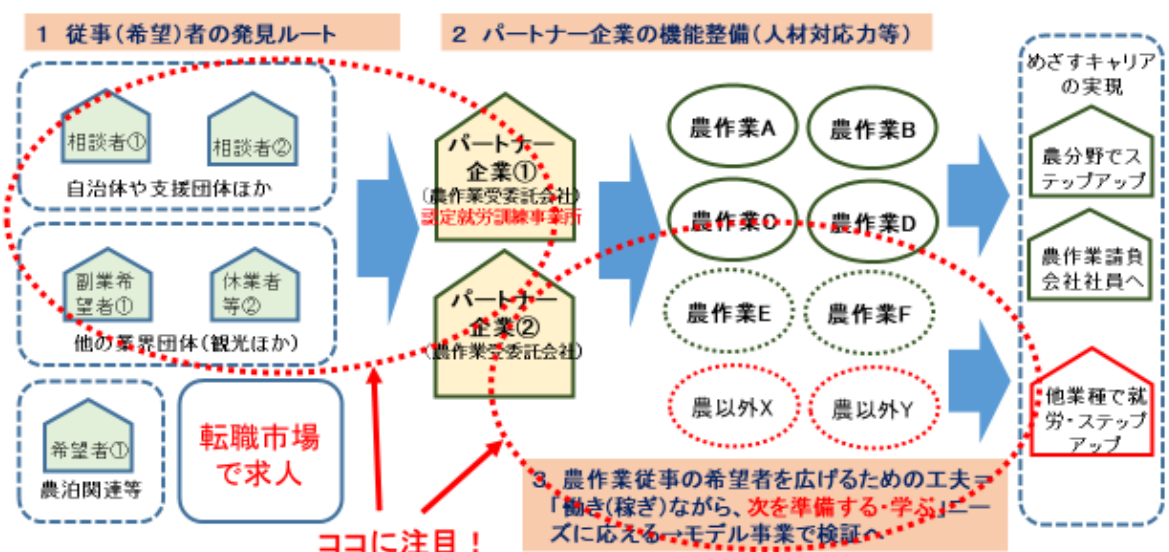 1 従事(希望)者の発見ルート
2 パートナー企業の機能整備(人材対応力等)
相談者①
相談者②
自治体や支援団体ほか
副業希
望者①
休業者
等②
他の業界団体(観光ほか)
希望者①
農泊関連等
転職市場
で求人
パートナー
企業①
(農作業受委託会社)
認定就労訓練事業所
パートナー
企業②
(農作業受委託会社)
農作業A
農作業B
農作業C
農作業D
農作業E
農作業F
農以外X
農以外Y
めざすキャリア
の実現
農分野でス
テップアップ
農作業請負
会社社員へ
他業種で就
労・ステップ
アップ
3 農作業従事の希望者を広げるための工夫=
「働き(稼ぎ)ながら、次を準備する・学ぶ」ニー
ズに応える→モデル事業で検証へ
ココに注目!